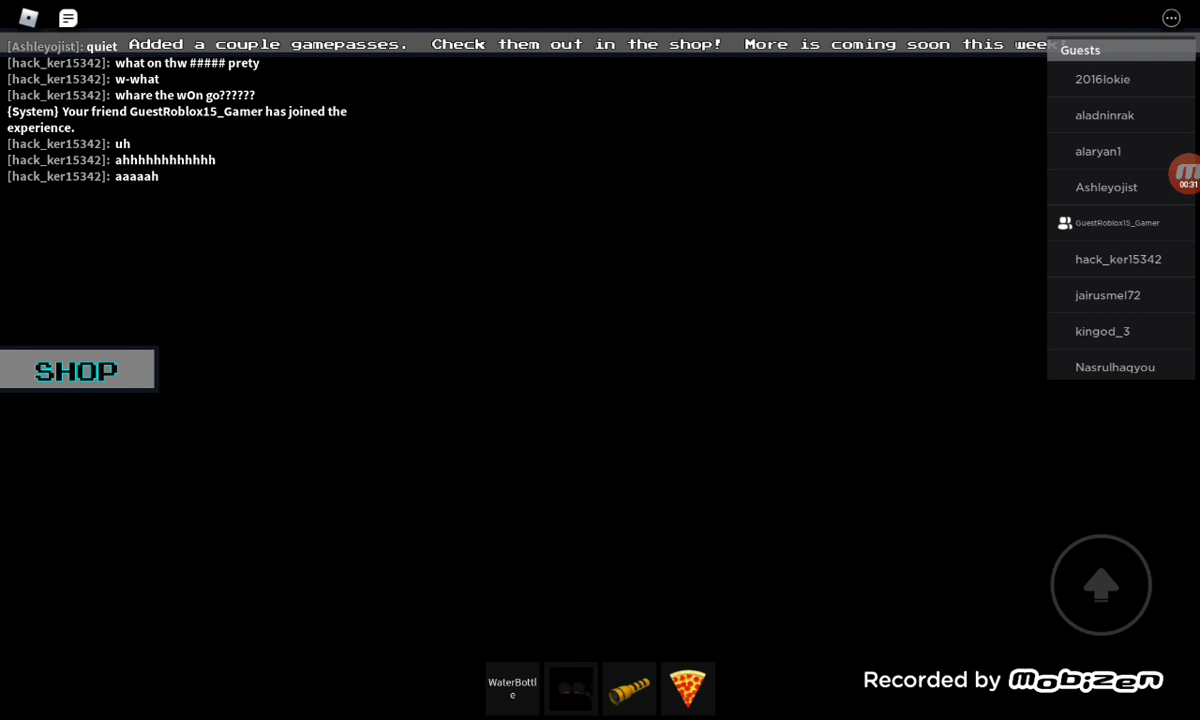 [Ashleyojist]: quiet
Added a couple gamepasses. Check them out in the shop! More is coming soon this week!
[hack_ker15342]: what on thw ##### prety
[hack_ker15342]: w-what
[hack_ker15342]: whare the wOn go??????
{System} Your friend GuestRoblox15_Gamer has joined the
experience.
[hack_ker15342]: uh
[hack_ker15342]: ahhhhhhhhhhhh
[hack_ker15342]: aaaaah
Guests
2016lokie
aladninrak
alaryan1
Ashleyojist
GuestRoblox15_Gamer
hack_ker15342
jairusmel72
kingod_3
Nasrulhaqyou
00:31
SHOP
WaterBottl
e
Recorded by mobizen